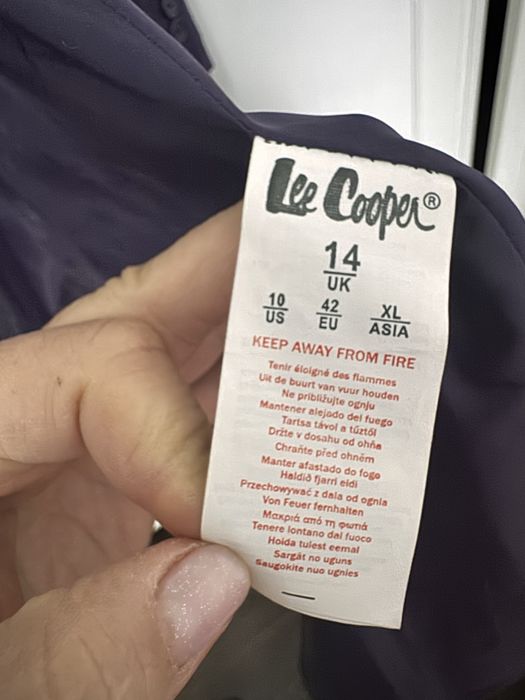 Lee Cooper®
14
UK
10 42 XL
US EU ASIA
KEEP AWAY FROM FIRE
Tenir éloigné des flammes
Uit de buurt van vuur houden
Ne približujte ognju
Mantener alejado del fuego
Tartsa távol a tűztől
Držte v dosahu od ohňa
Chraňte před ohněm
Manter afastado do fogo
Haldið fjarri eldi
Przechowywać z dala od ognia
Von Feuer fernhalten
Μακριά από τη φωτιά
Tenere lontano dal fuoco
Hoida tulest eemal
Sargāt no uguns
Saugokite nuo ugnies